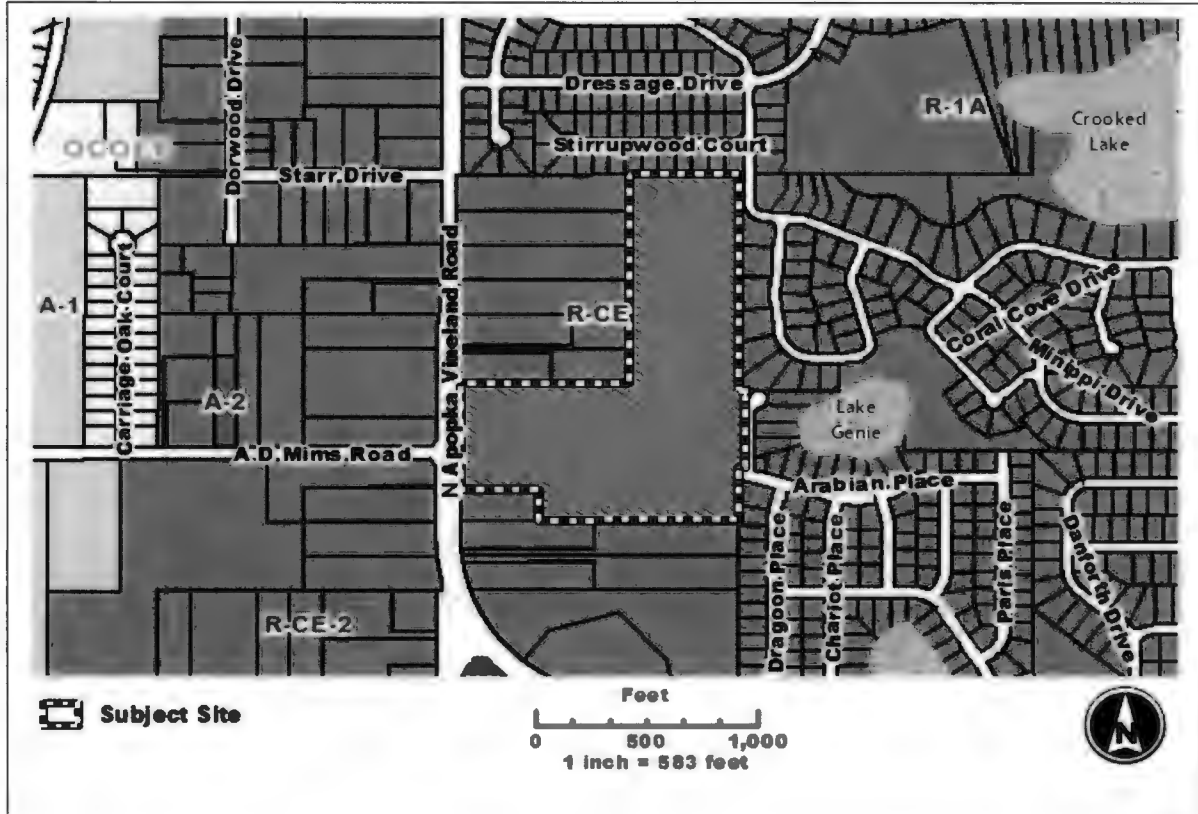 Dorwood Drive
Dressage Drive
R-1A
Crooked
Lake
Stirrupwood Court
Starr Drive
N Apopka Vineland Road
Carriage Oak Court
A-1
R-CE
Coral Cove Drive
Minippi Drive
A-2
Lake
Genie
A D Mims Road
Arabian Place
Dragoon Place
Chariot Place
Paris Place
Danforth Drive
R-CE-2
Subject Site
Feet
0 500 1,000
1 inch = 583 feet
N